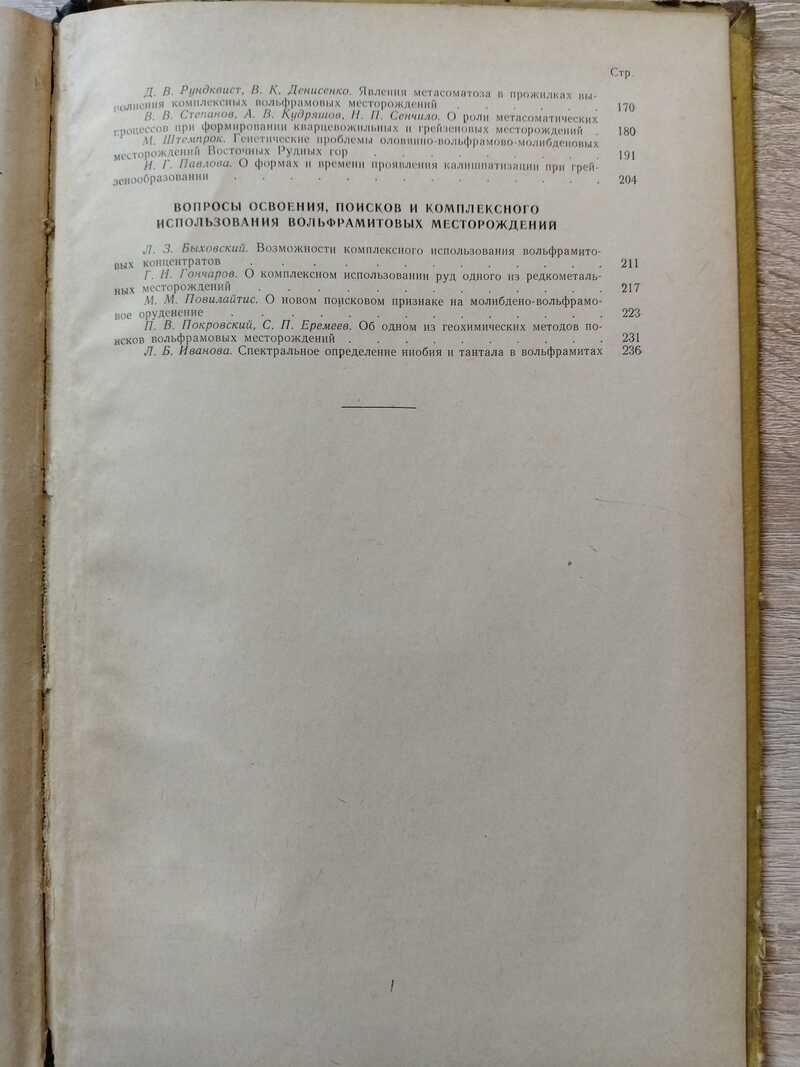 Стр.
Д. В. Рундквист, В. К. Денисенко. Явления метасоматоза в прожилках вы-
полнения комплексных вольфрамовых месторождений . . . . . . 170
В. В. Степанов, А. В. Кудряшов, Н. П. Сенчило. О роли метасоматических
процессов при формировании кварцевожильных и грейзеновых месторождений . 180
М. Штемпрок. Генетические проблемы оловянно-вольфрамово-молибденовых
месторождений Восточных Рудных гор . . . . . . . . . 191
И. Г. Павлова. О формах и времени проявления калишпатизации при грей-
зенообразовании . . . . . . . . . . . . . . 204
ВОПРОСЫ ОСВОЕНИЯ, ПОИСКОВ И КОМПЛЕКСНОГО
ИСПОЛЬЗОВАНИЯ ВОЛЬФРАМИТОВЫХ МЕСТОРОЖДЕНИЙ
Л. З. Быховский. Возможности комплексного использования вольфрамито-
вых концентратов . . . . . . . . . . . . . 211
Г. И. Гончаров. О комплексном использовании руд одного из редкометаль-
ных месторождений . . . . . . . . . . . . . 217
М. М. Повилайтис. О новом поисковом признаке на молибдено-вольфрамо-
вое оруденение . . . . . . . . . . . . . . 223
П. В. Покровский, С. П. Еремеев. Об одном из геохимических методов по-
исков вольфрамовых месторождений . . . . . . . . . . 231
Л. Б. Иванова. Спектральное определение ниобия и тантала в вольфрамитах 236